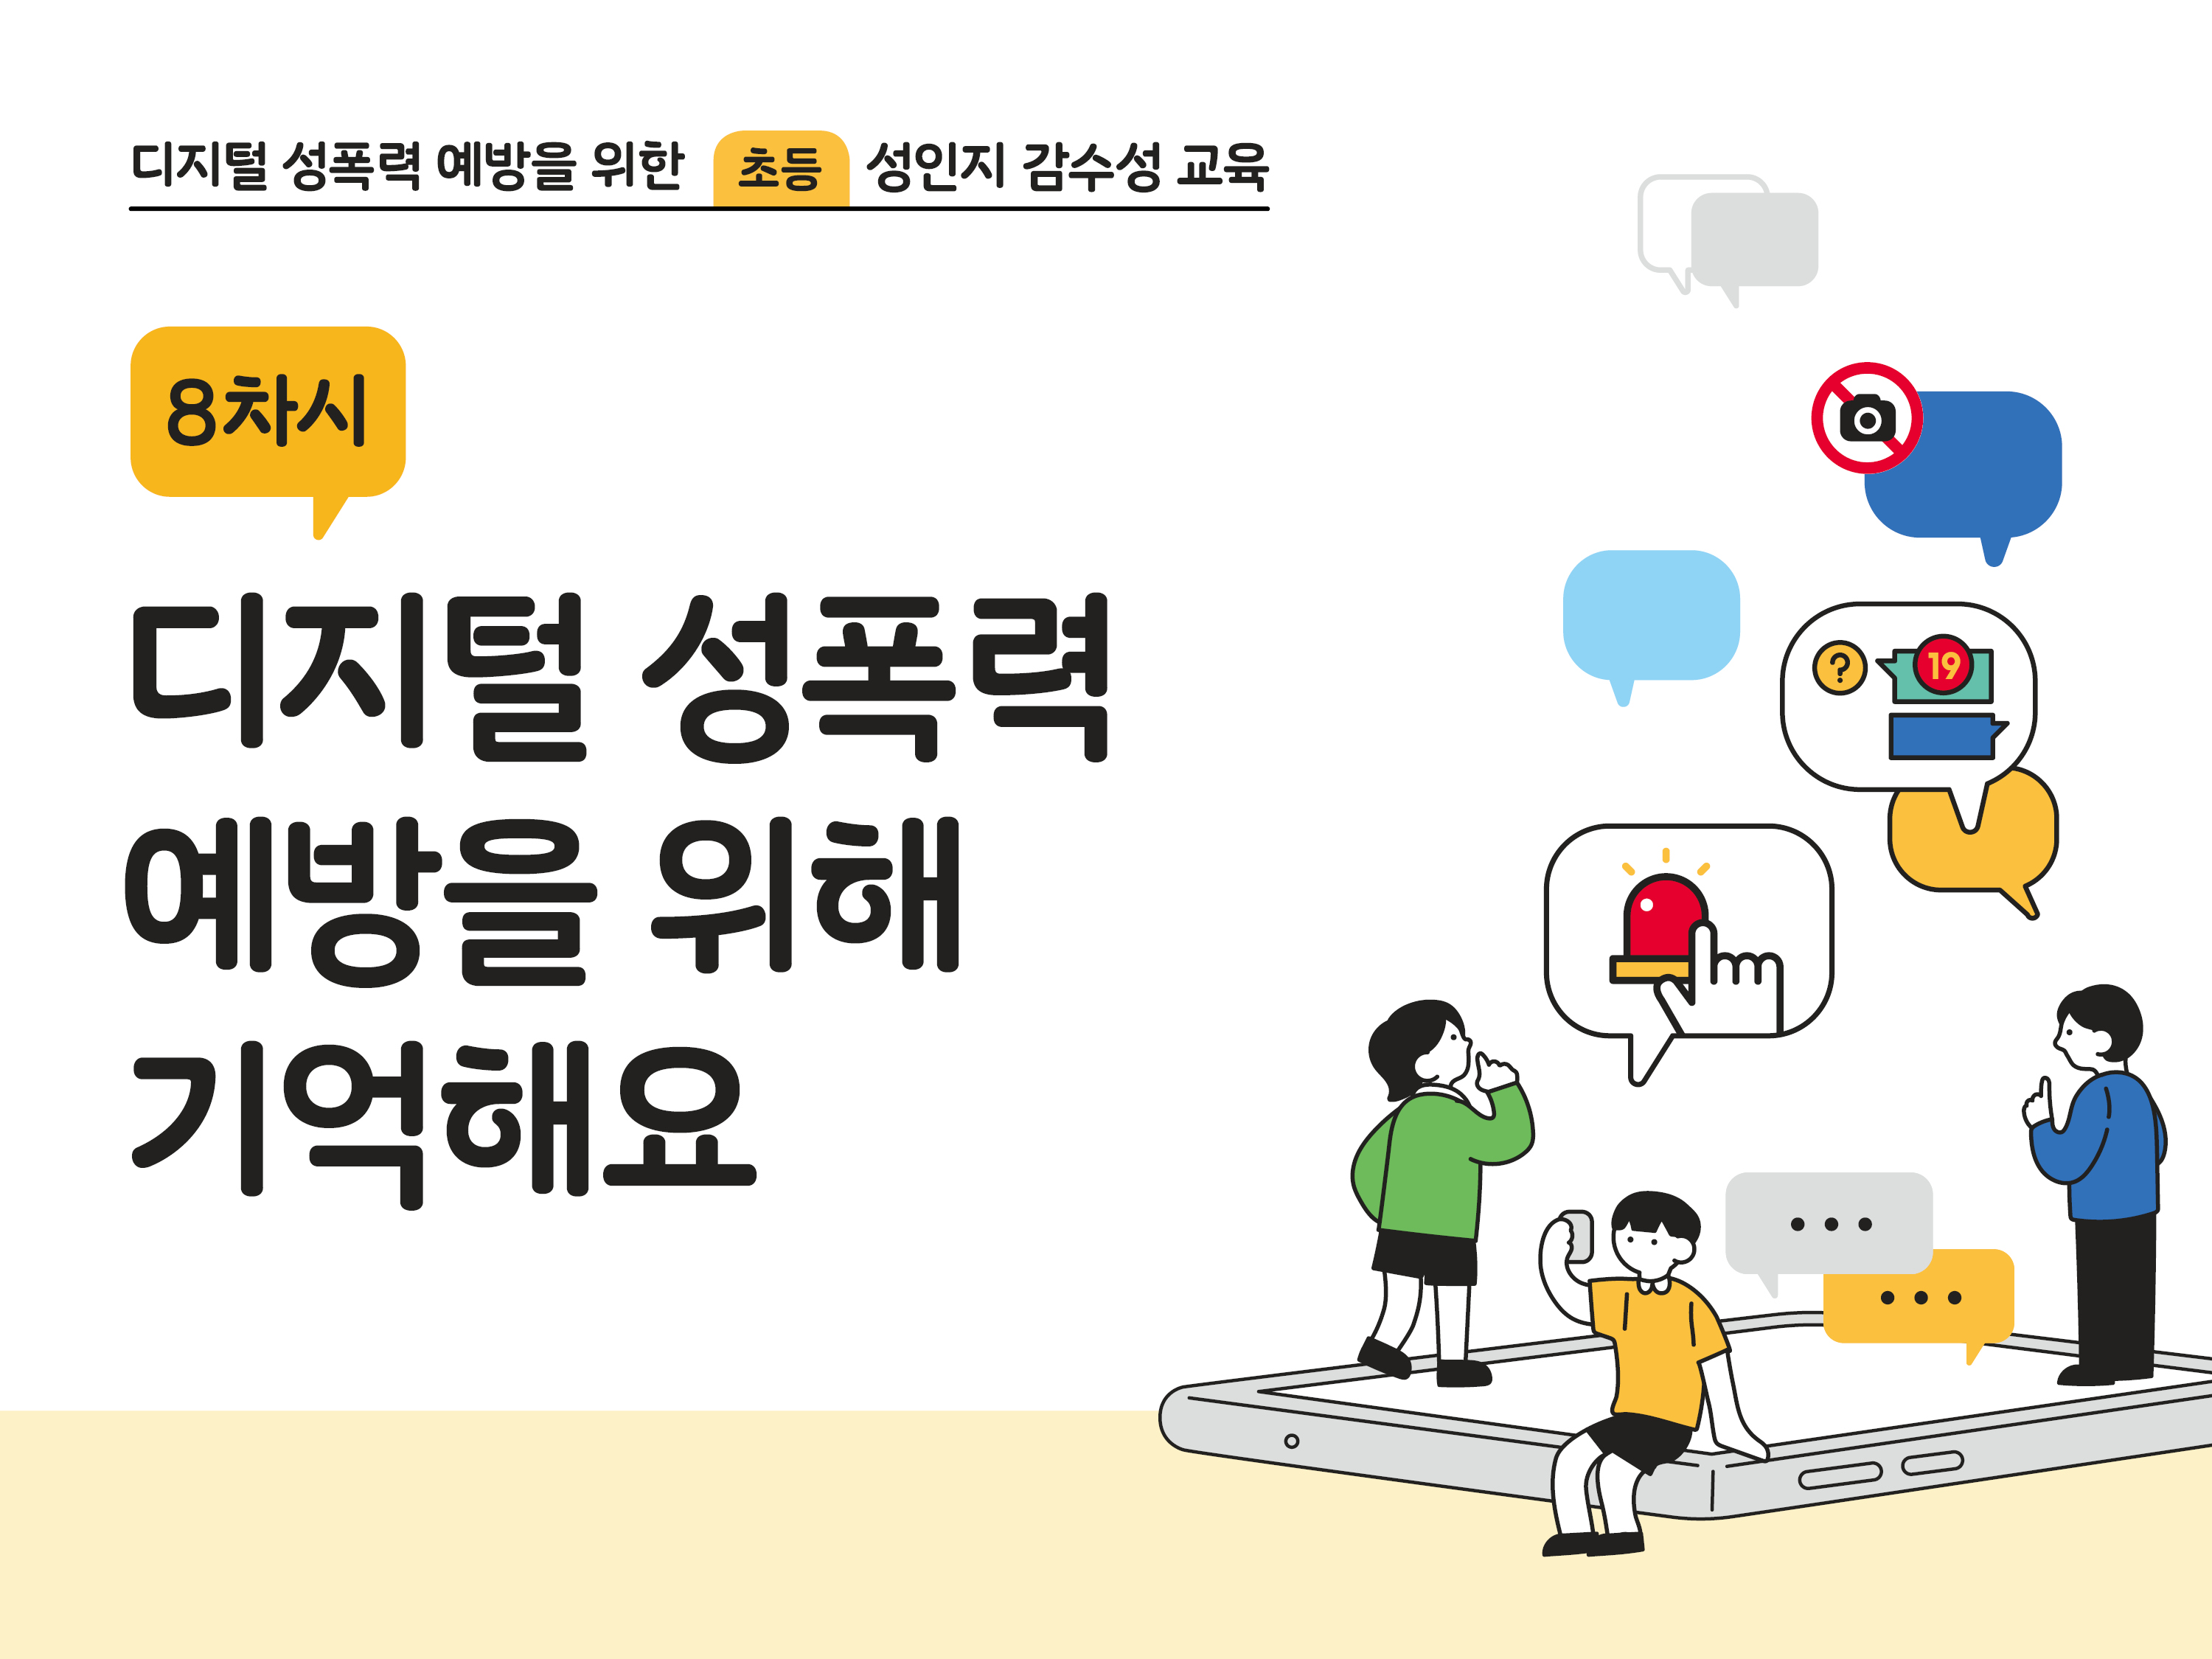 디지털 성폭력 예방을 위한 초등 성인지 감수성 교육
8차시
디지털 성폭력
예방을 위해
기억해요
?
19